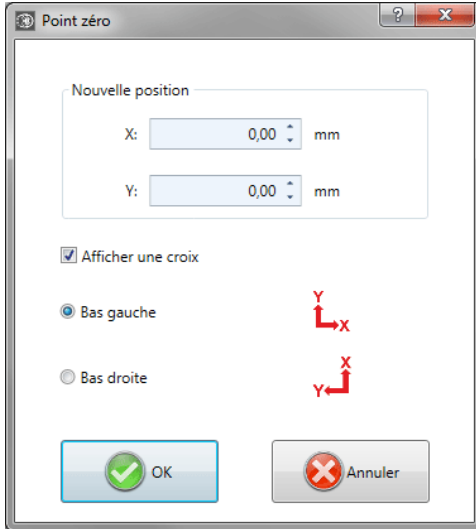 Point zéro
?
Nouvelle position
X: 0,00 mm
Y: 0,00 mm
Afficher une croix
Bas gauche
Y
X
Bas droite
X
Y
OK Annuler